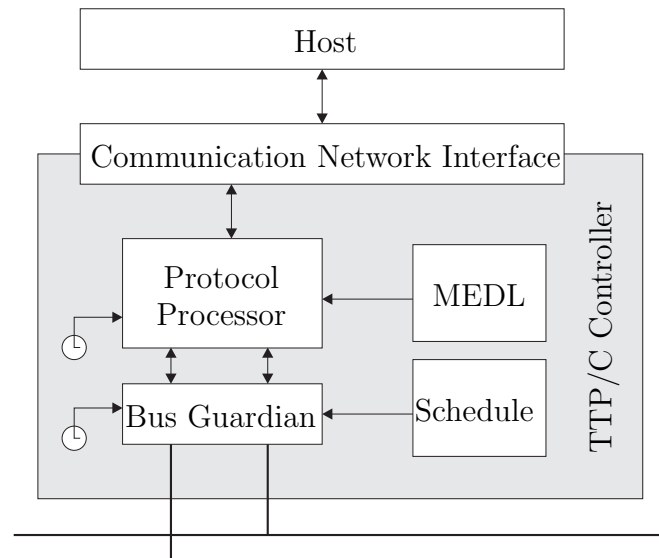 Host
Communication Network Interface
Protocol
Processor
MEDL
Bus Guardian
Schedule
TTP/C Controller